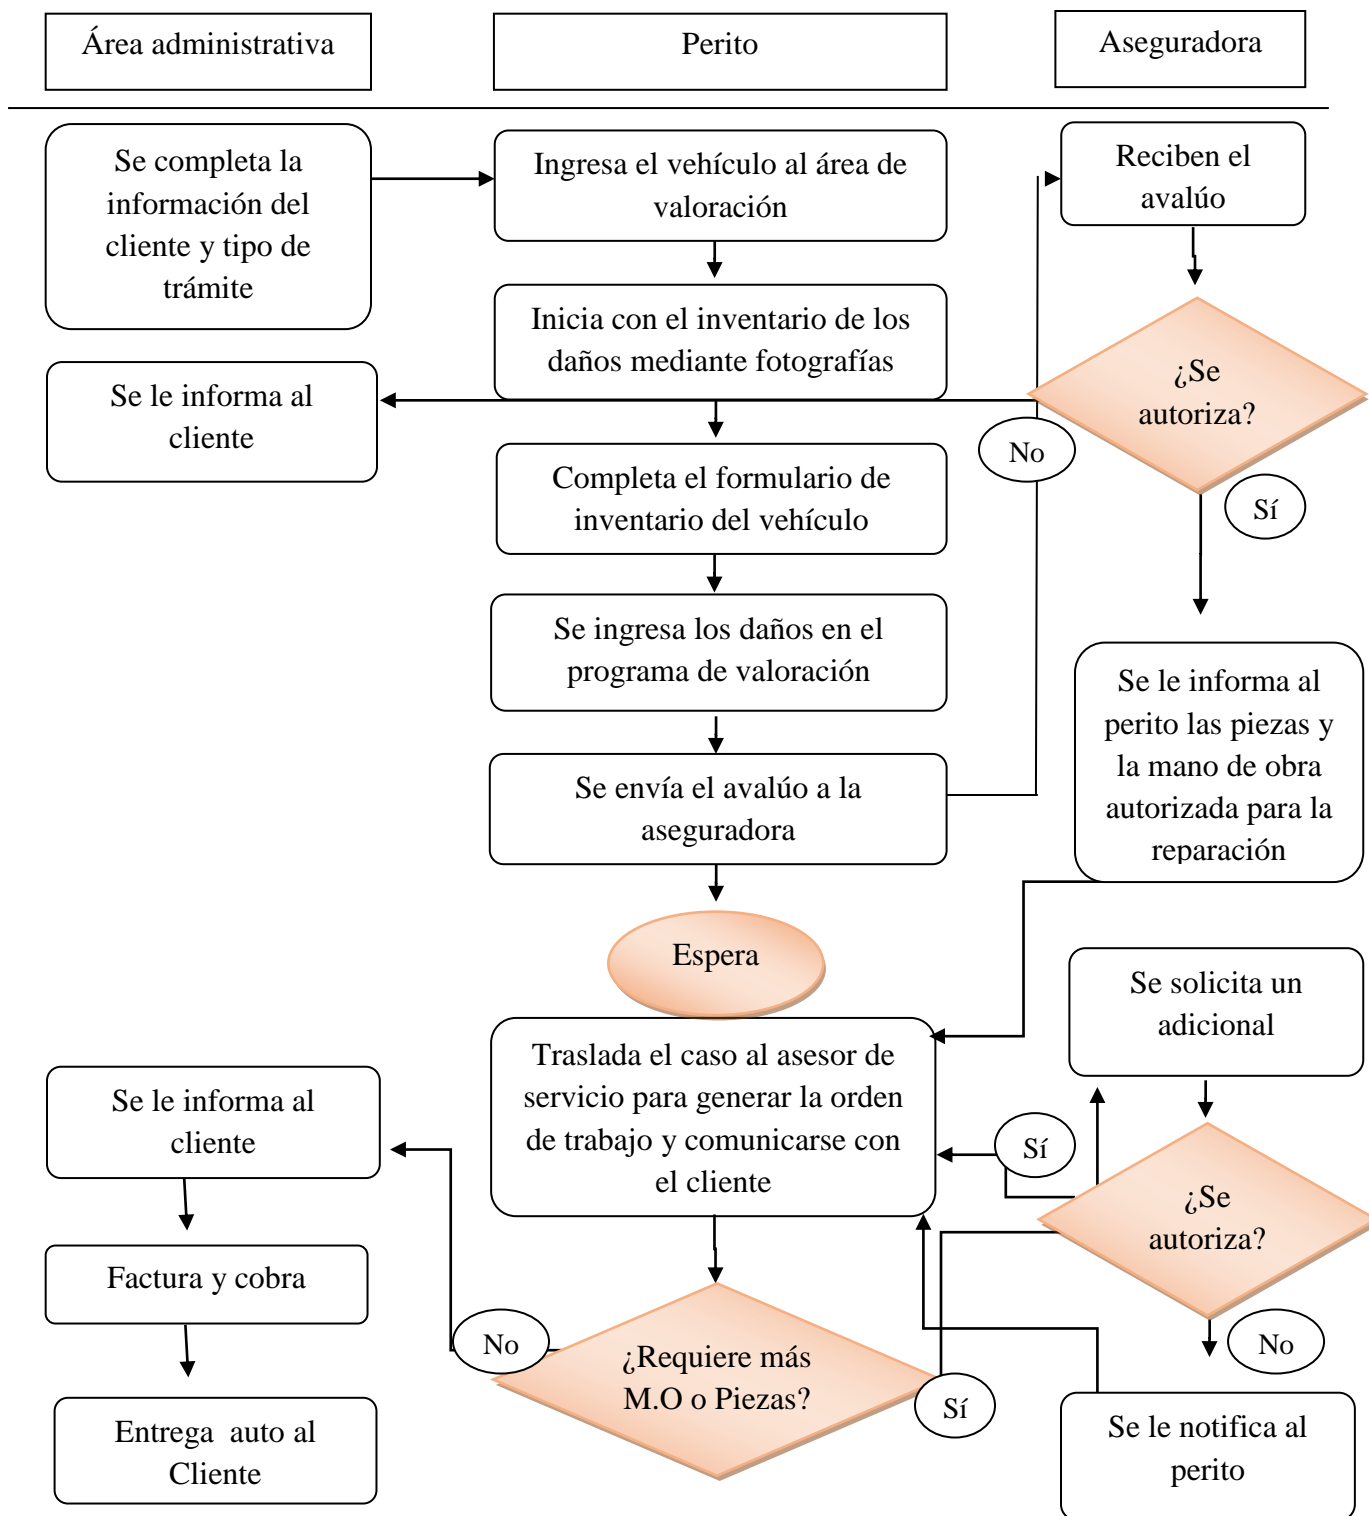 Área administrativa
Perito
Aseguradora
Se completa la
información del
cliente y tipo de
trámite
Ingresa el vehículo al área de
valoración
Reciben el
avalúo
Inicia con el inventario de los
daños mediante fotografías
¿Se
autoriza?
Se le informa al
cliente
No
Sí
Completa el formulario de
inventario del vehículo
Se ingresa los daños en el
programa de valoración
Se le informa al
perito las piezas y
la mano de obra
autorizada para la
reparación
Se envía el avalúo a la
aseguradora
Espera
Se solicita un
adicional
Traslada el caso al asesor de
servicio para generar la orden
de trabajo y comunicarse con
el cliente
Se le informa al
cliente
Sí
¿Se
autoriza?
Factura y cobra
No
¿Requiere más
M.O o Piezas?
No
Sí
Entrega  auto al
Cliente
Se le notifica al
perito